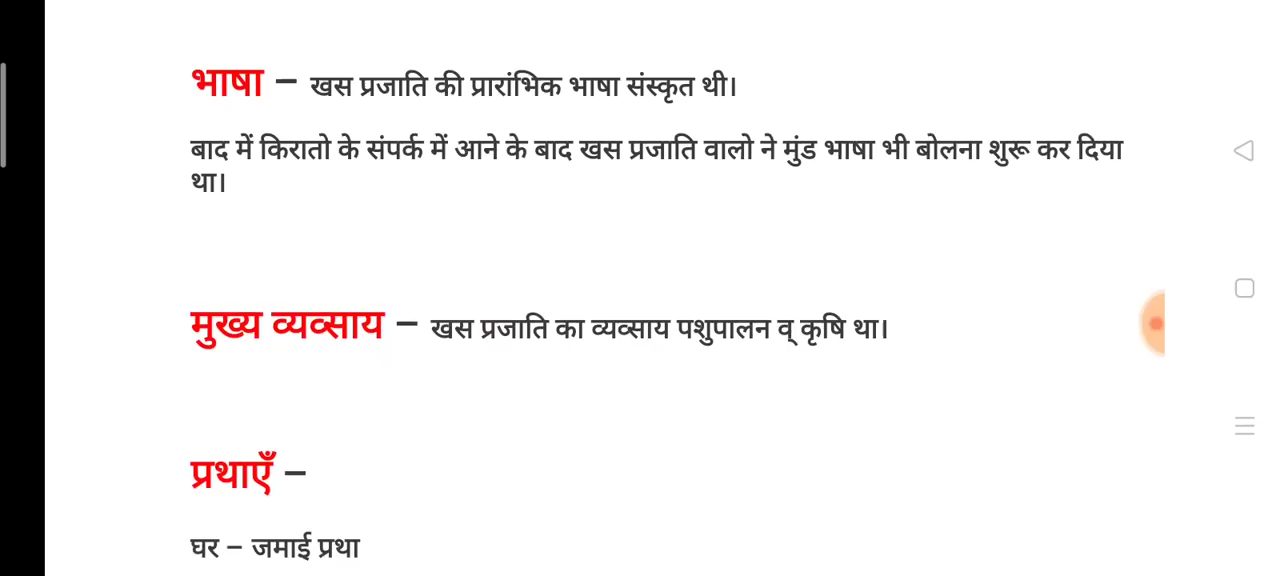 भाषा – खस प्रजाति की प्रारांभिक भाषा संस्कृत थी।
बाद में किरातो के संपर्क में आने के बाद खस प्रजाति वालो ने मुंड भाषा भी बोलना शुरू कर दिया
था।
मुख्य व्यव्साय – खस प्रजाति का व्यव्साय पशुपालन व् कृषि था।
प्रथाएँ –
घर – जमाई प्रथा